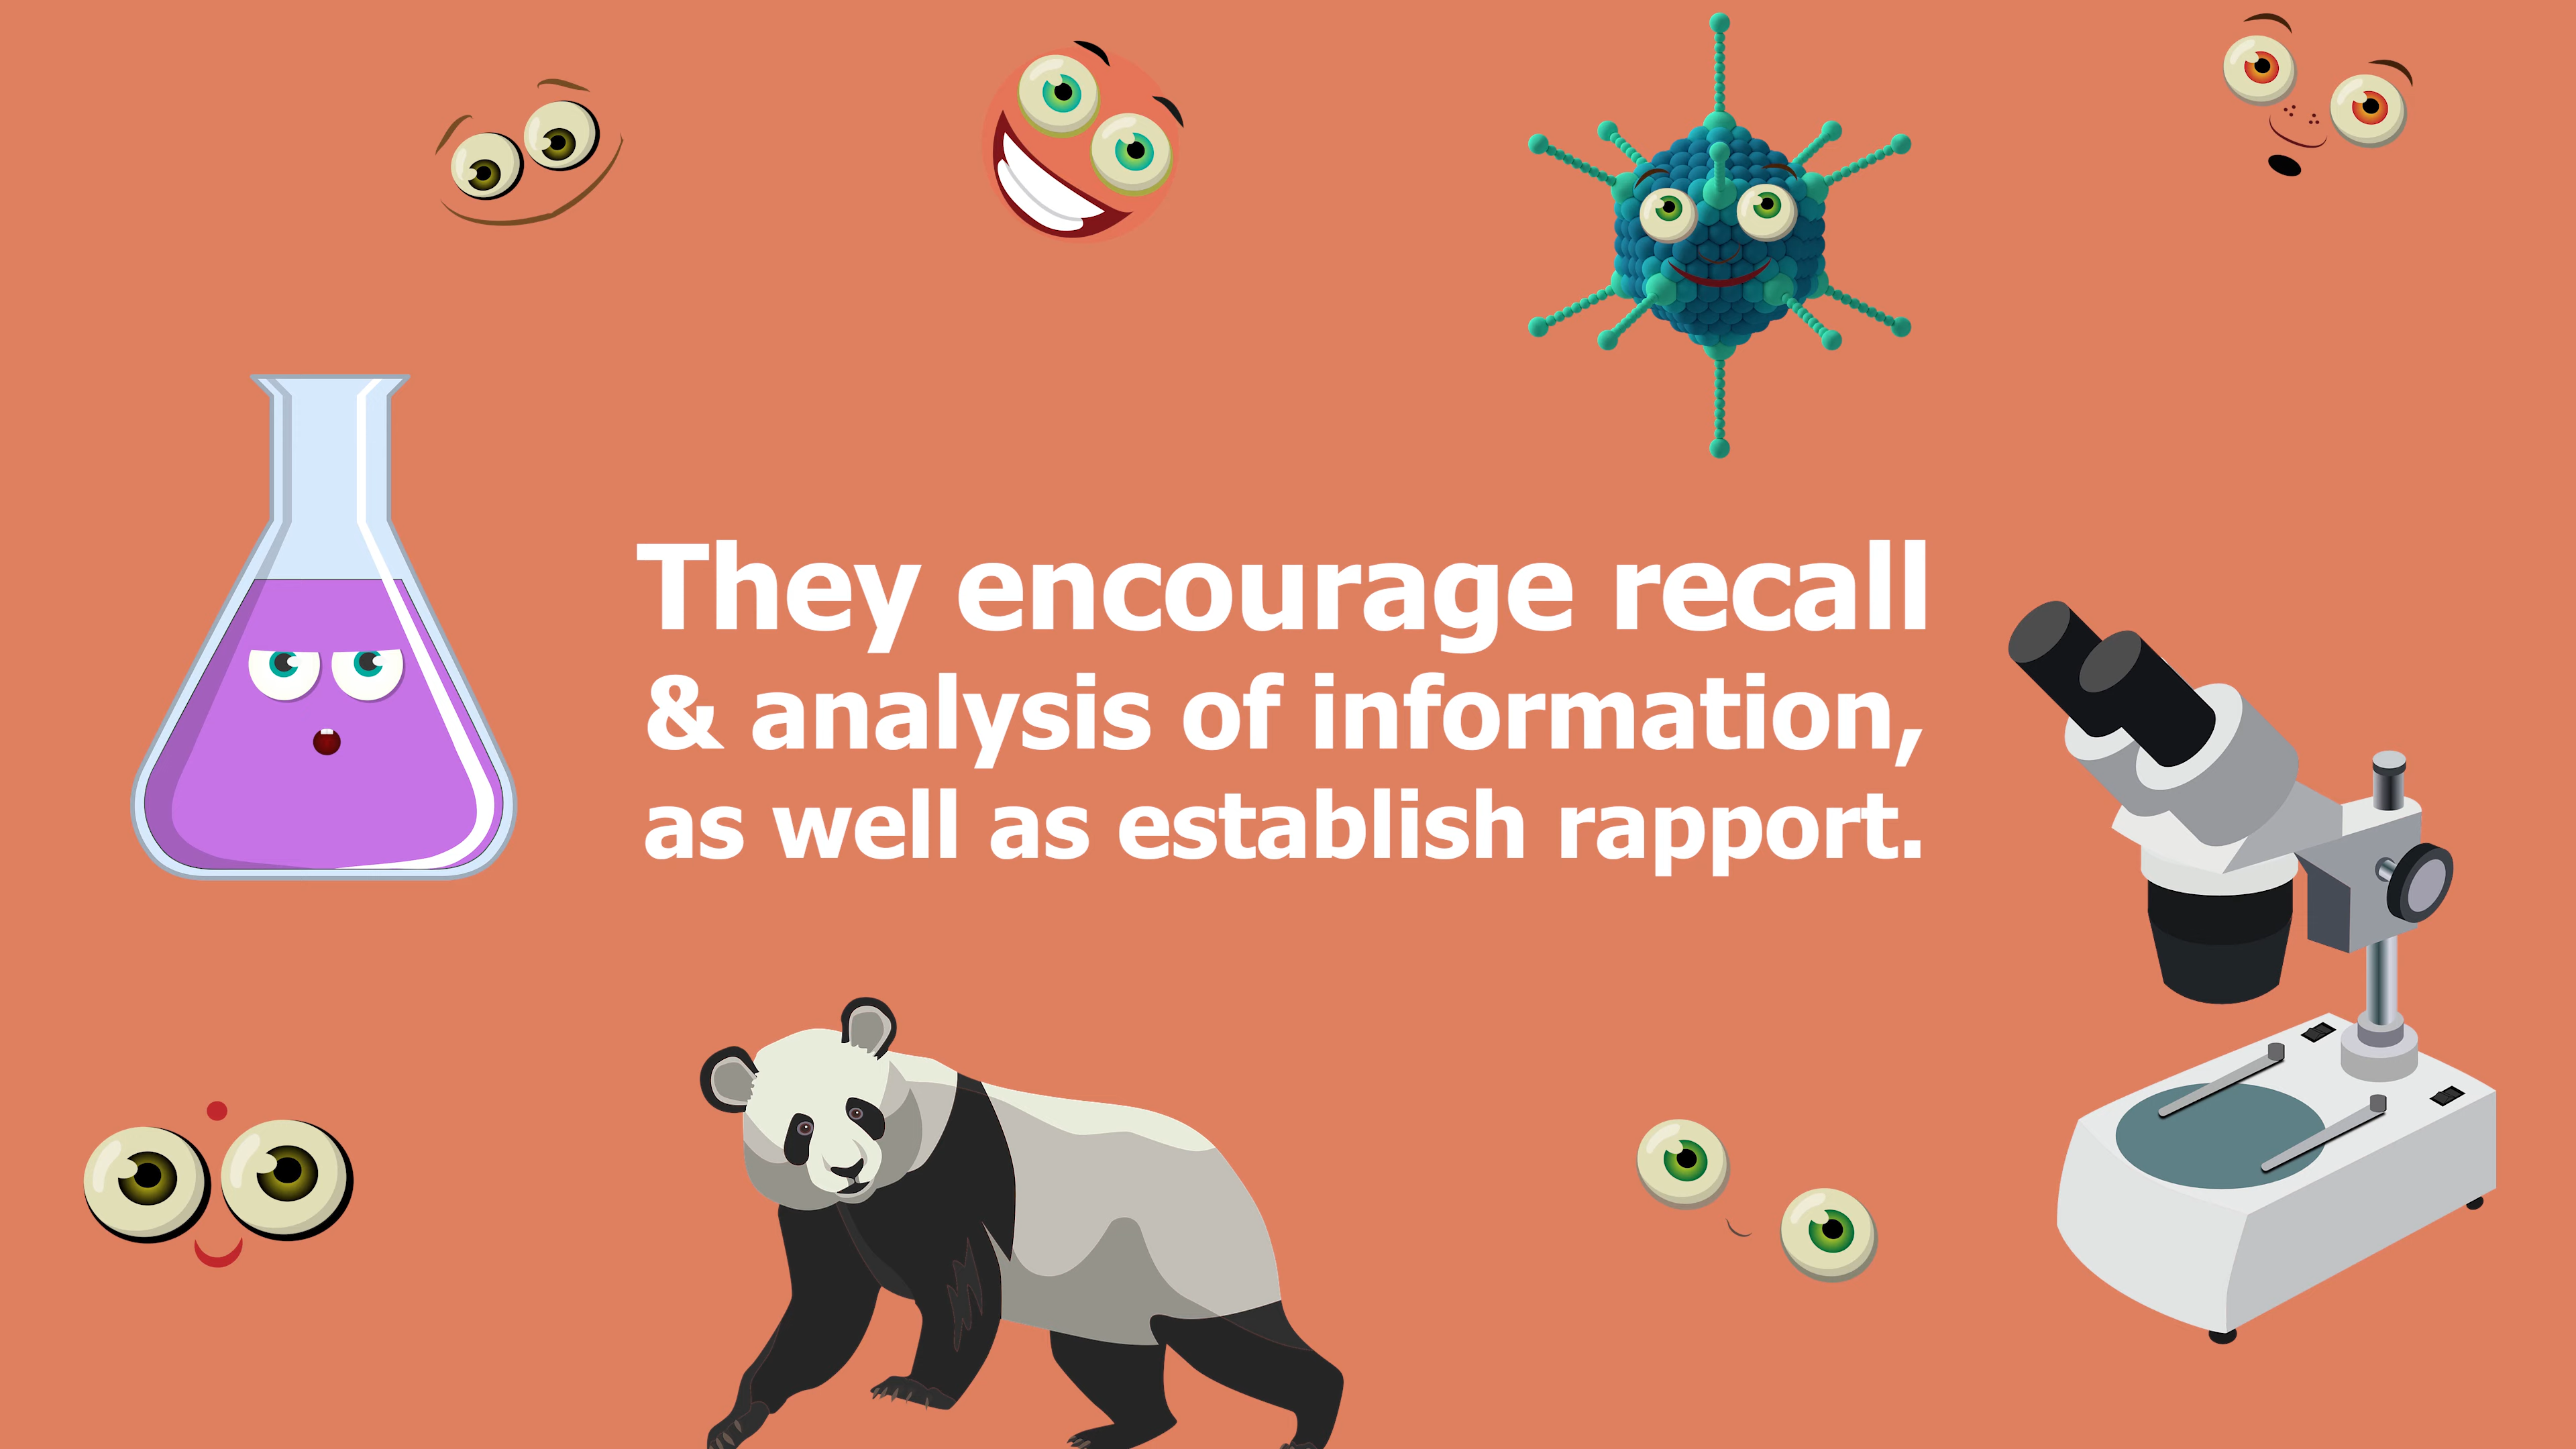 They encourage recall
& analysis of information,
as well as establish rapport.